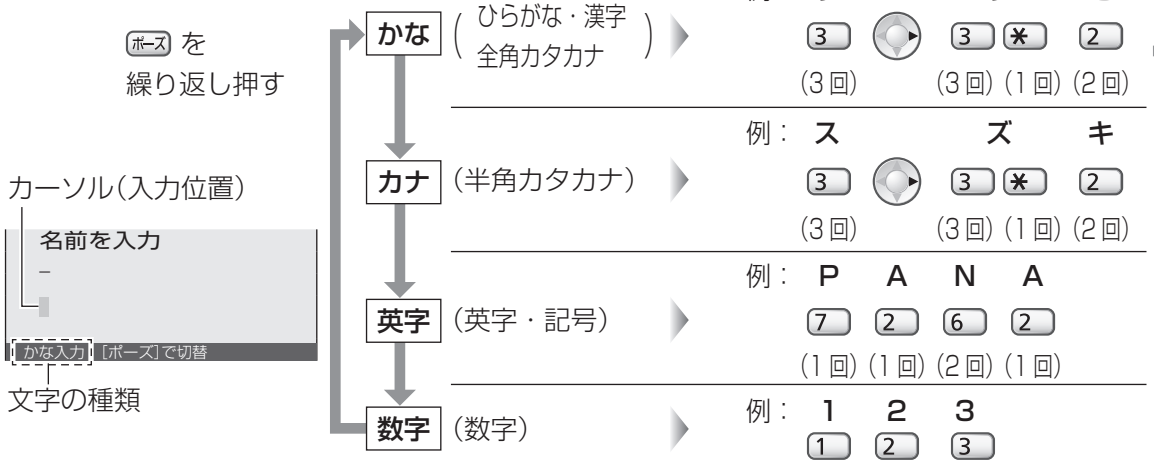 ポーズ を
繰り返し押す
カーソル(入力位置)
名前を入力
_
かな入力 [ポーズ]で切替
文字の種類
かな (ひらがな・漢字 全角カタカナ)
3 3 * 2
(3回) (3回) (1回) (2回)
カナ (半角カタカナ)
例: ス ズ キ
3 3 * 2
(3回) (3回) (1回) (2回)
英字 (英字・記号)
例: P A N A
7 2 6 2
(1回) (1回) (2回) (1回)
数字 (数字)
例: 1 2 3
1 2 3